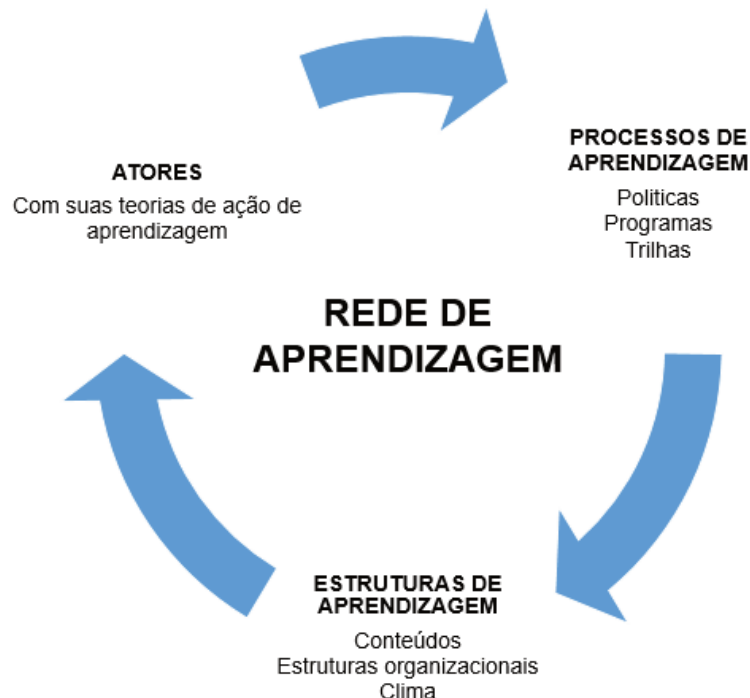 ATORES
Com suas teorias de ação de
aprendizagem
PROCESSOS DE
APRENDIZAGEM
Politicas
Programas
Trilhas
REDE DE
APRENDIZAGEM
ESTRUTURAS DE
APRENDIZAGEM
Conteúdos
Estruturas organizacionais
Clima